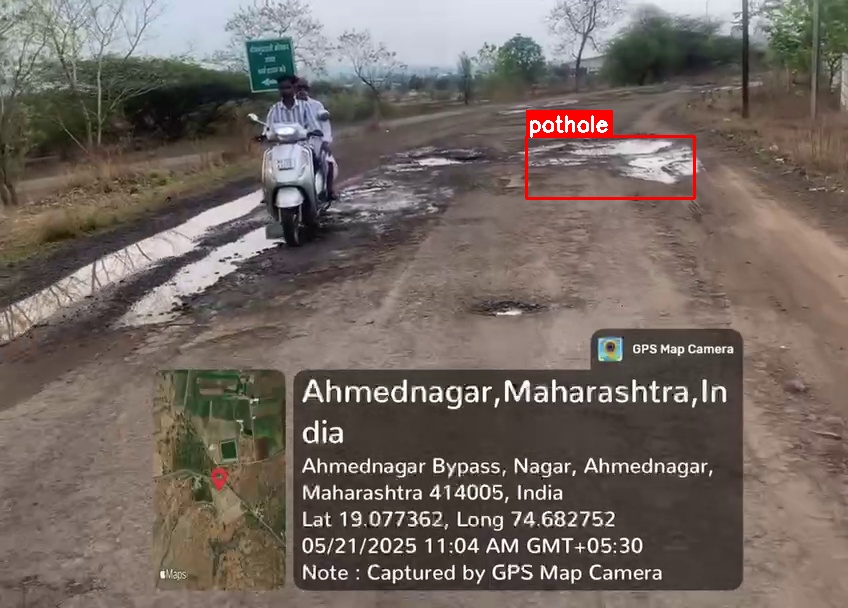 pothole
GPS Map Camera
Ahmednagar,Maharashtra,In
dia
Ahmednagar Bypass, Nagar, Ahmednagar,
Maharashtra 414005, India
Lat 19.077362, Long 74.682752
05/21/2025 11:04 AM GMT+05:30
Note : Captured by GPS Map Camera
Maps